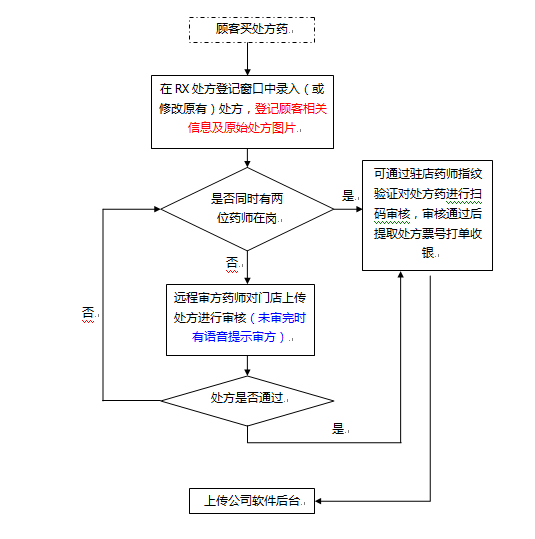 顾客买处方药
在 RX 处方登记窗口中录入（或
修改原有）处方，登记顾客相关
信息及原始处方图片
是否同时有两
位药师在岗
是
可通过驻店药师指纹
验证对处方药进行扫
码审核，审核通过后
提取处方票号打单收
银
否
远程审方药师对门店上传
处方进行审核（未审完时
有语音提示审方）
否
处方是否通过
是
上传公司软件后台